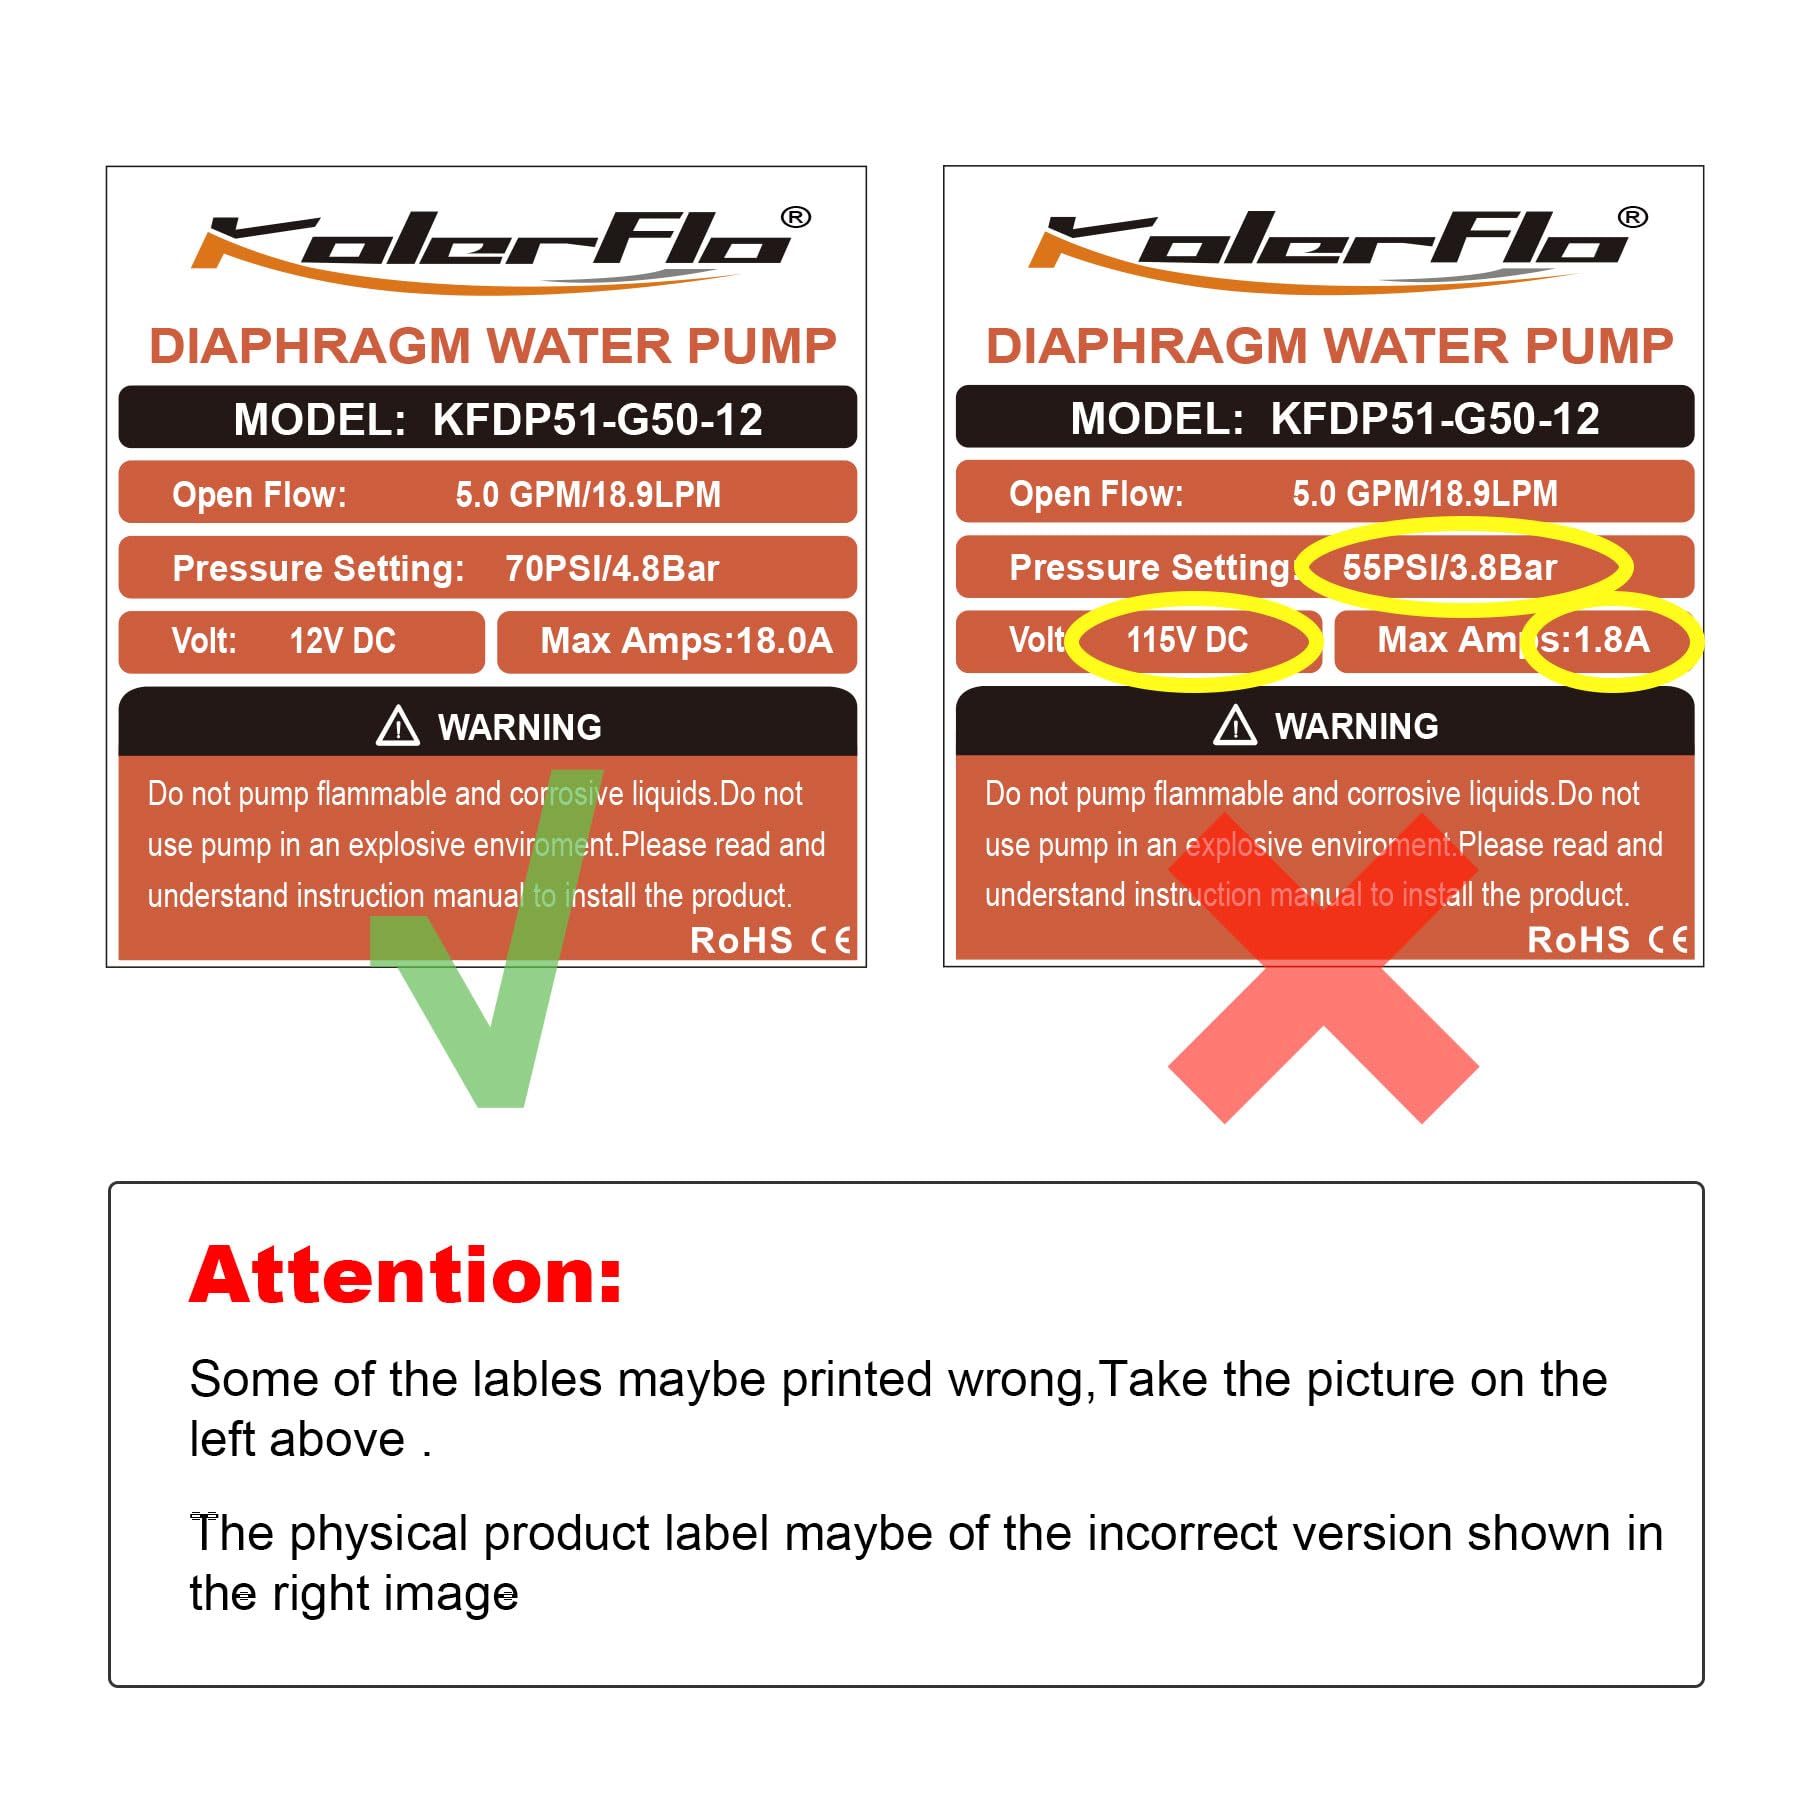 KolerFlo®
DIAPHRAGM WATER PUMP
MODEL: KFDP51-G50-12
Open Flow: 5.0 GPM/18.9LPM
Pressure Setting: 70PSI/4.8Bar
Volt: 12V DC
Max Amps:18.0A
WARNING
Do not pump flammable and corrosive liquids.Do not
use pump in an explosive enviroment.Please read and
understand instruction manual to install the product.
RoHS CE
KolerFlo®
DIAPHRAGM WATER PUMP
MODEL: KFDP51-G50-12
Open Flow: 5.0 GPM/18.9LPM
Pressure Setting: 55PSI/3.8Bar
Volt: 115V DC
Max Amps:1.8A
WARNING
Do not pump flammable and corrosive liquids.Do not
use pump in an explosive enviroment.Please read and
understand instruction manual to install the product.
RoHS CE
Attention:
Some of the lables maybe printed wrong,Take the picture on the
left above .
The physical product label maybe of the incorrect version shown in
the right image